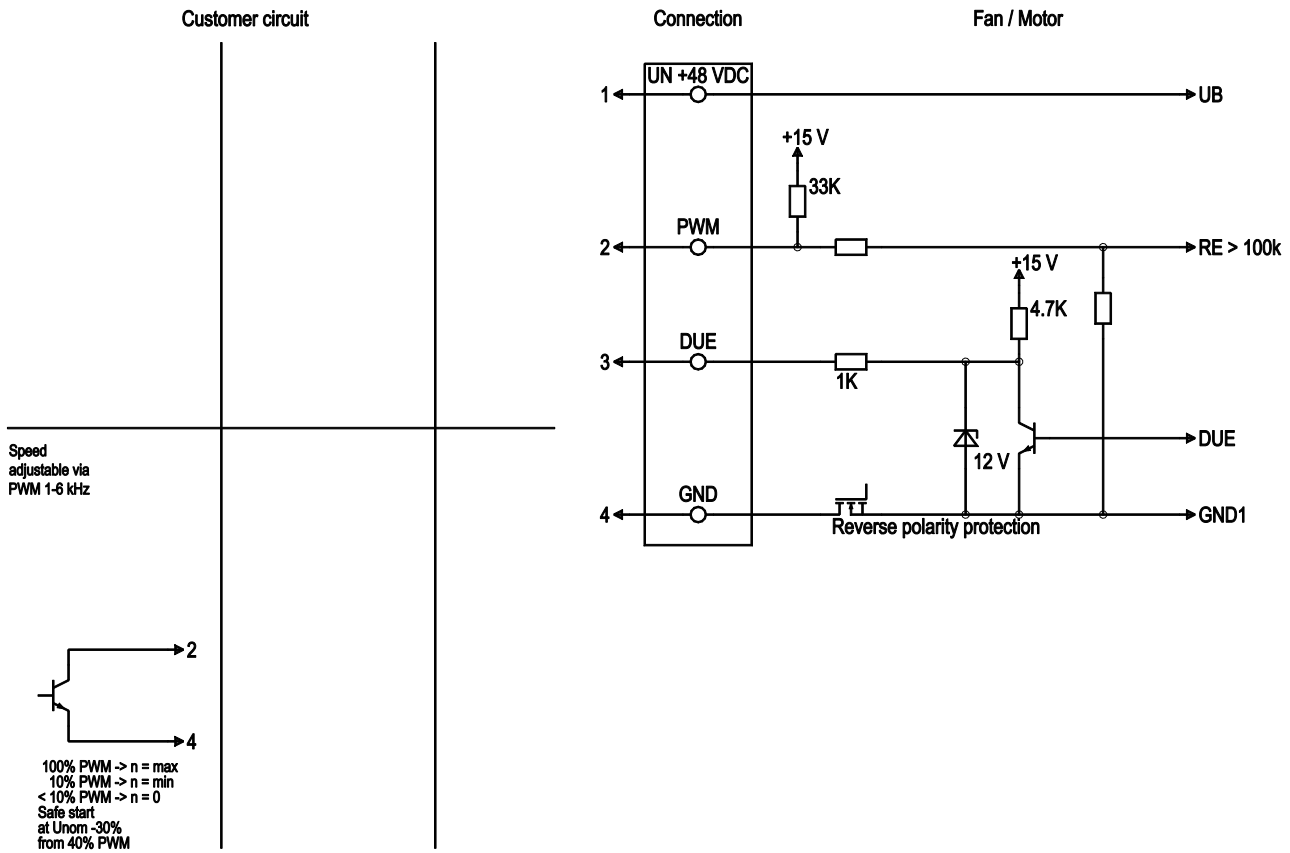 Customer circuit
Connection
Fan / Motor
UN +48 VDC
1
UB
+15 V
33K
PWM
2
RE > 100k
+15 V
4.7K
DUE
3
1K
DUE
12 V
GND
4
GND1
Reverse polarity protection
Speed
adjustable via
PWM 1-6 kHz
2
4
100% PWM -> n = max
10% PWM -> n = min
< 10% PWM -> n = 0
Safe start
at Unom -30%
from 40% PWM